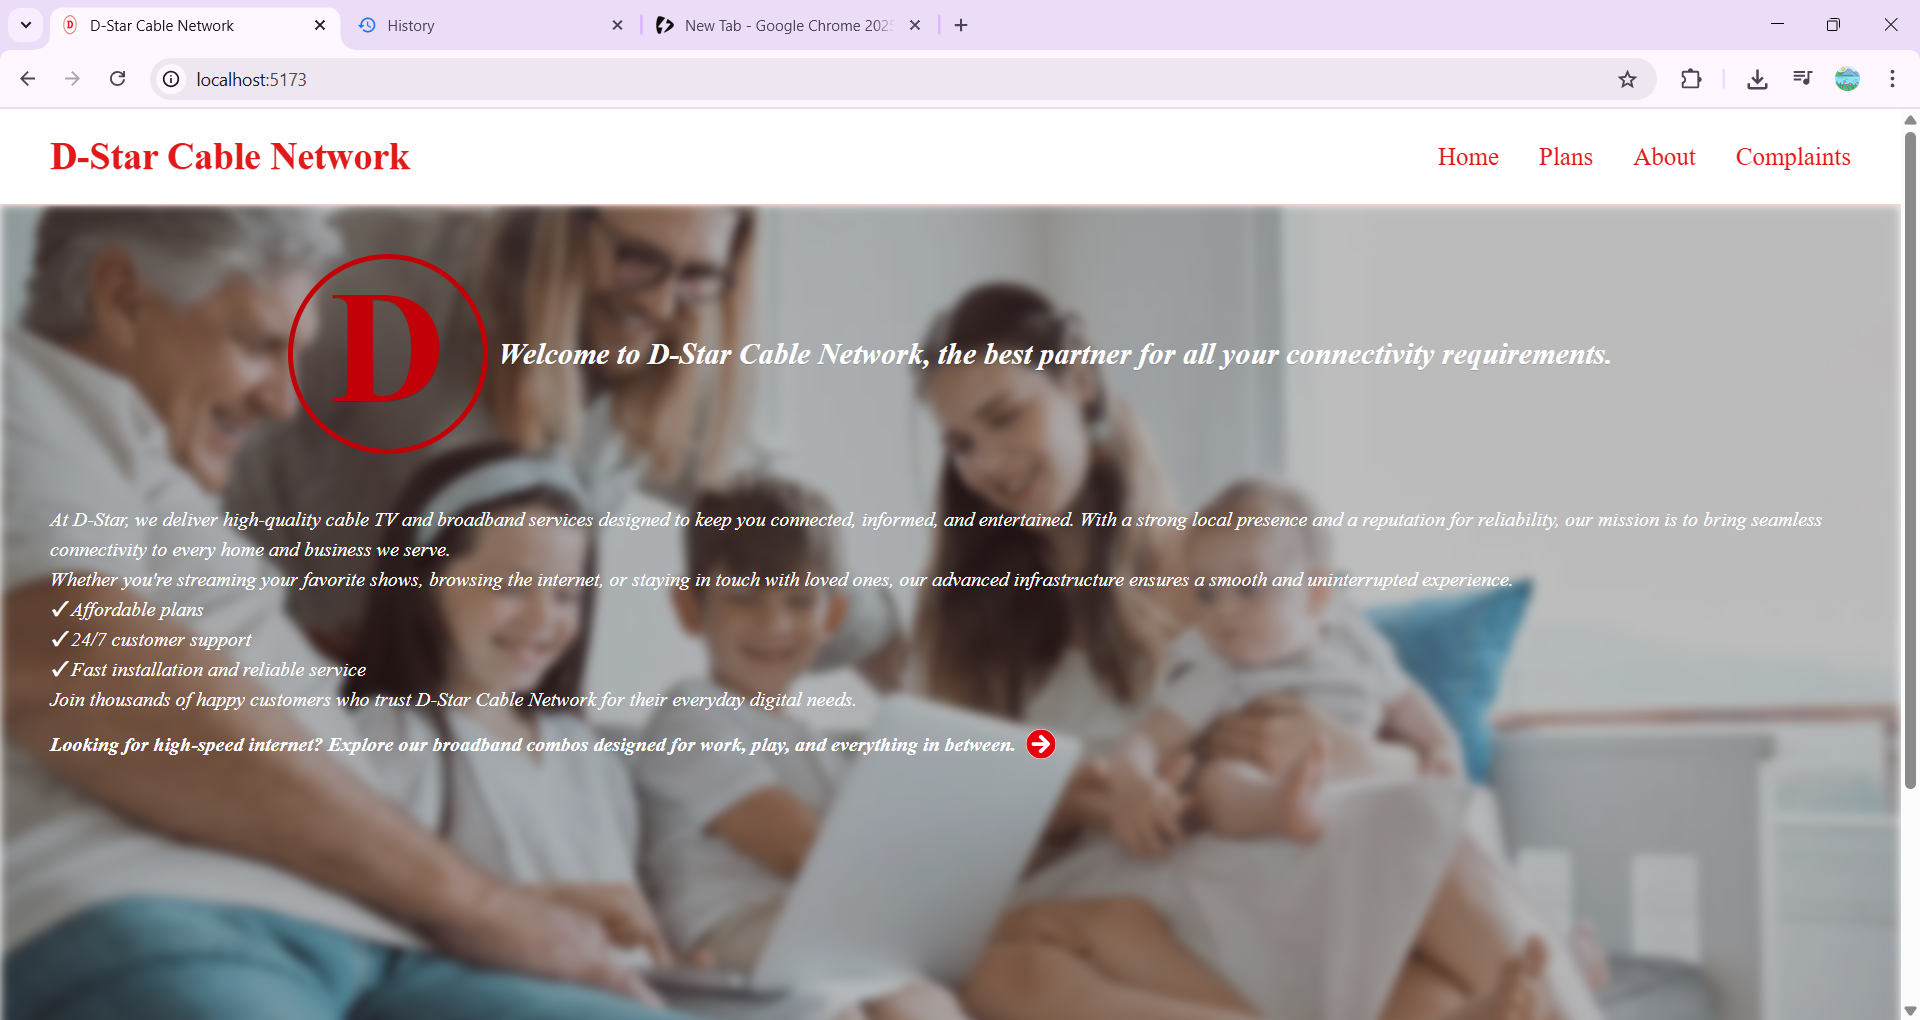 D-Star Cable Network
History
New Tab - Google Chrome 202
localhost:5173
D-Star Cable Network
Home Plans About Complaints
D
Welcome to D-Star Cable Network, the best partner for all your connectivity requirements.
At D-Star, we deliver high-quality cable TV and broadband services designed to keep you connected, informed, and entertained. With a strong local presence and a reputation for reliability, our mission is to bring seamless
connectivity to every home and business we serve.
Whether you're streaming your favorite shows, browsing the internet, or staying in touch with loved ones, our advanced infrastructure ensures a smooth and uninterrupted experience.
✓Affordable plans
✓24/7 customer support
✓Fast installation and reliable service
Join thousands of happy customers who trust D-Star Cable Network for their everyday digital needs.
Looking for high-speed internet? Explore our broadband combos designed for work, play, and everything in between.